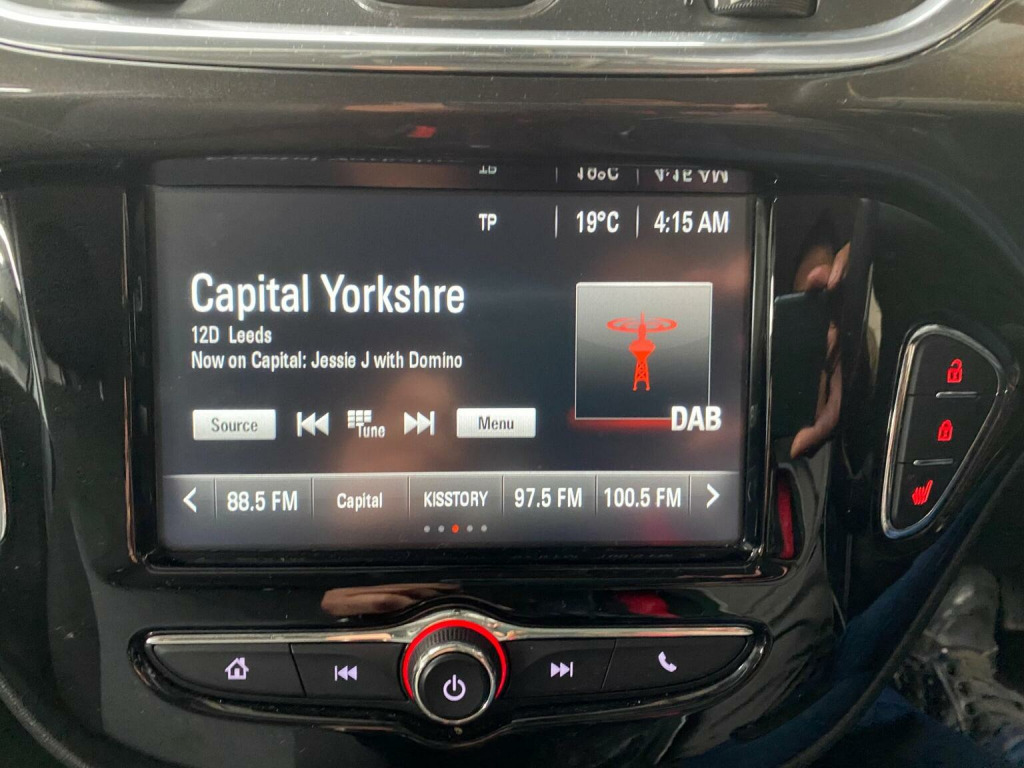 TP 19°C 4:15 AM
Capital Yorkshre
12D Leeds
Now on Capital: Jessie J with Domino
Source Tune Menu
DAB
88.5 FM Capital KISSTORY 97.5 FM 100.5 FM